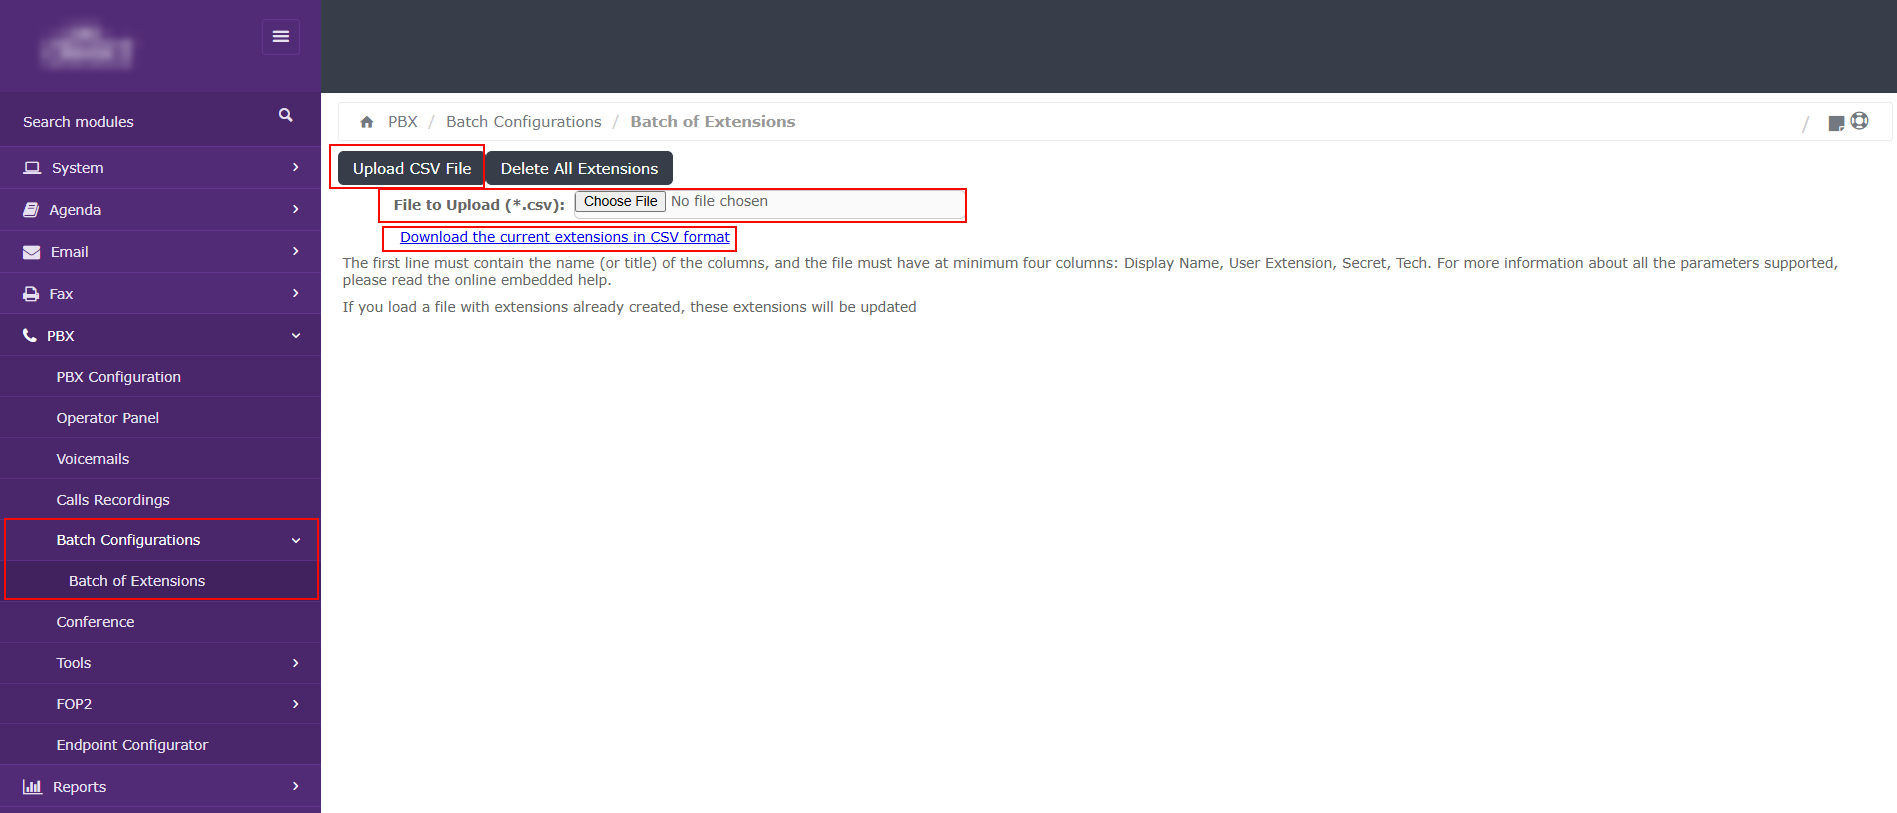 Search modules
System
Agenda
Email
Fax
PBX
PBX Configuration
Operator Panel
Voicemails
Calls Recordings
Batch Configurations
Batch of Extensions
Conference
Tools
FOP2
Endpoint Configurator
Reports
PBX / Batch Configurations / Batch of Extensions /
Upload CSV File Delete All Extensions
File to Upload (*.csv): Choose File No file chosen
Download the current extensions in CSV format
The first line must contain the name (or title) of the columns, and the file must have at minimum four columns: Display Name, User Extension, Secret, Tech. For more information about all the parameters supported,
please read the online embedded help.
If you load a file with extensions already created, these extensions will be updated